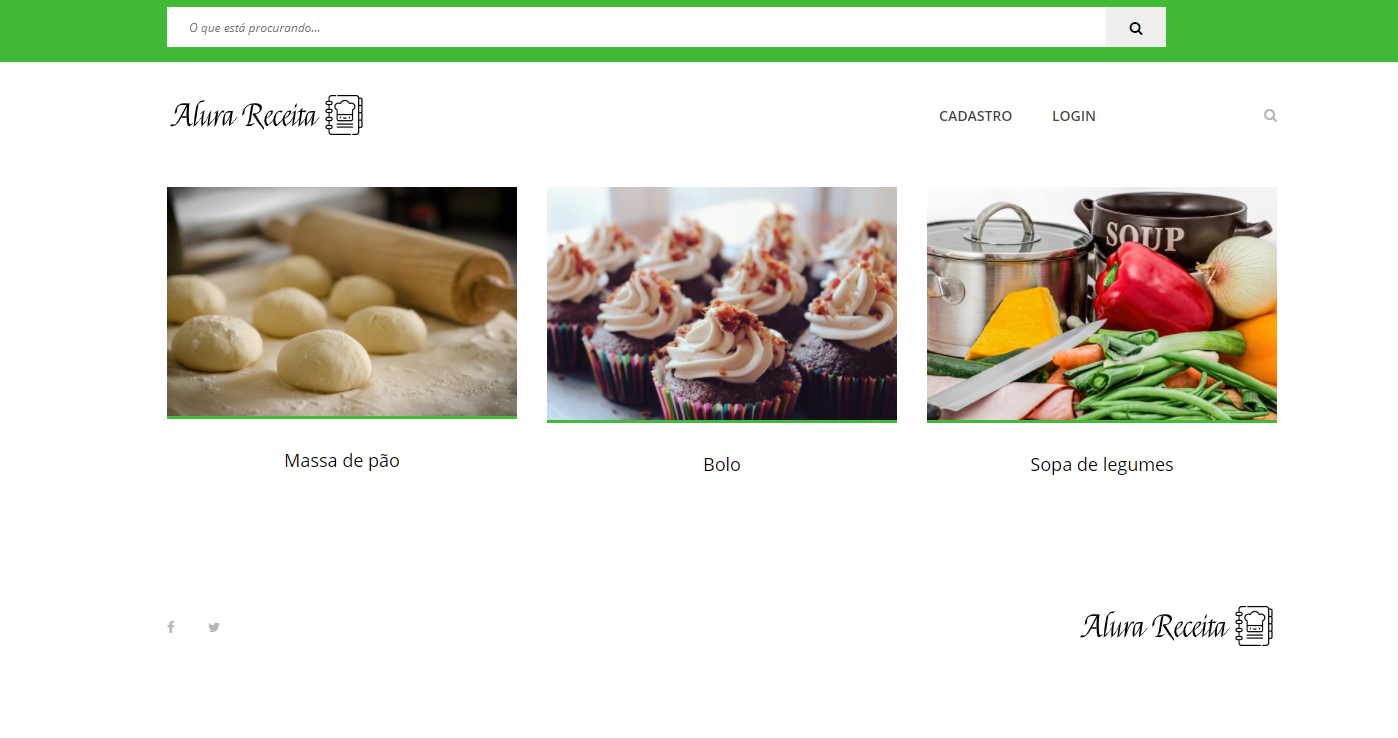 O que está procurando...
Alura Receita
CADASTRO LOGIN
SOUP
Massa de pão
Bolo
Sopa de legumes
Alura Receita